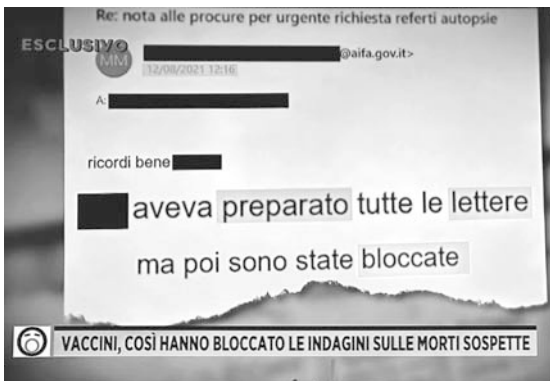 Re: nota alle procure per urgente richiesta referti autopsie
ESCLUSIVO
MM
@aifa.gov.it>
12/08/2021 12:16
A:
ricordi bene
aveva preparato tutte le lettere
ma poi sono state bloccate
VACCINI, COSÌ HANNO BLOCCATO LE INDAGINI SULLE MORTI SOSPETTE